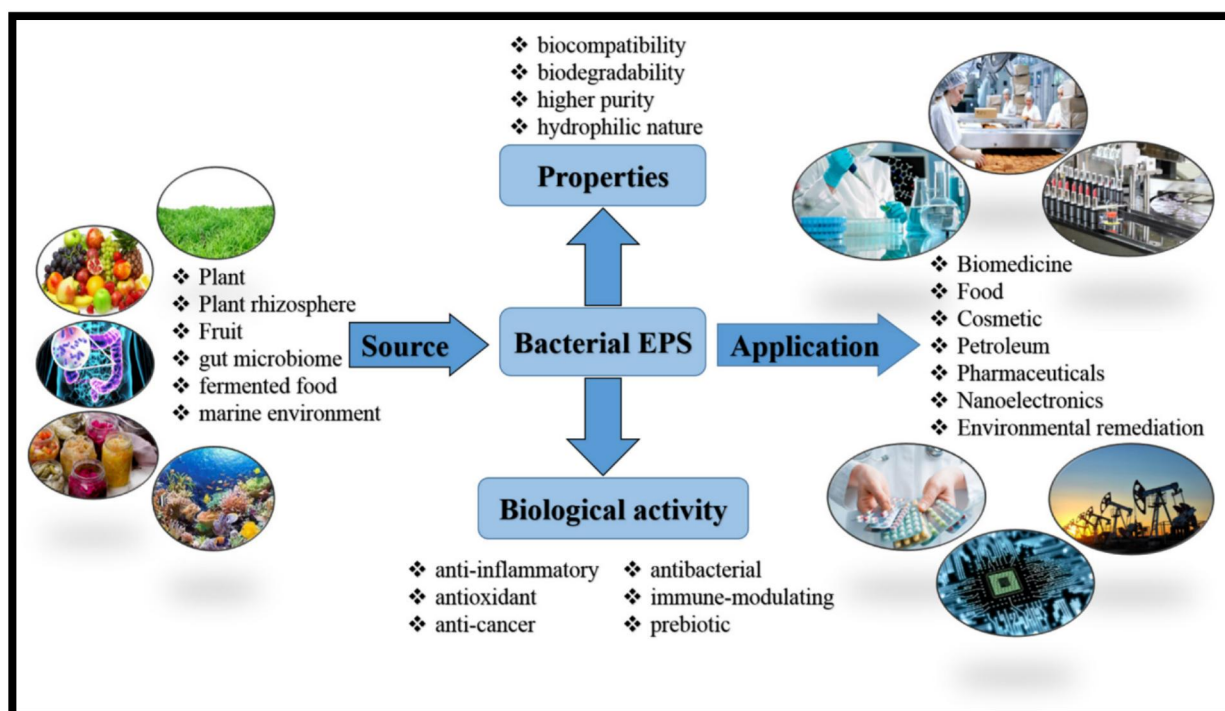 ❖ biocompatibility
❖ biodegradability
❖ higher purity
❖ hydrophilic nature
Properties
❖ Plant
❖ Plant rhizosphere
❖ Fruit
❖ gut microbiome
❖ fermented food
❖ marine environment
Source
Bacterial EPS
Application
❖ Biomedicine
❖ Food
❖ Cosmetic
❖ Petroleum
❖ Pharmaceuticals
❖ Nanoelectronics
❖ Environmental remediation
Biological activity
❖ anti-inflammatory
❖ antioxidant
❖ anti-cancer
❖ antibacterial
❖ immune-modulating
❖ prebiotic